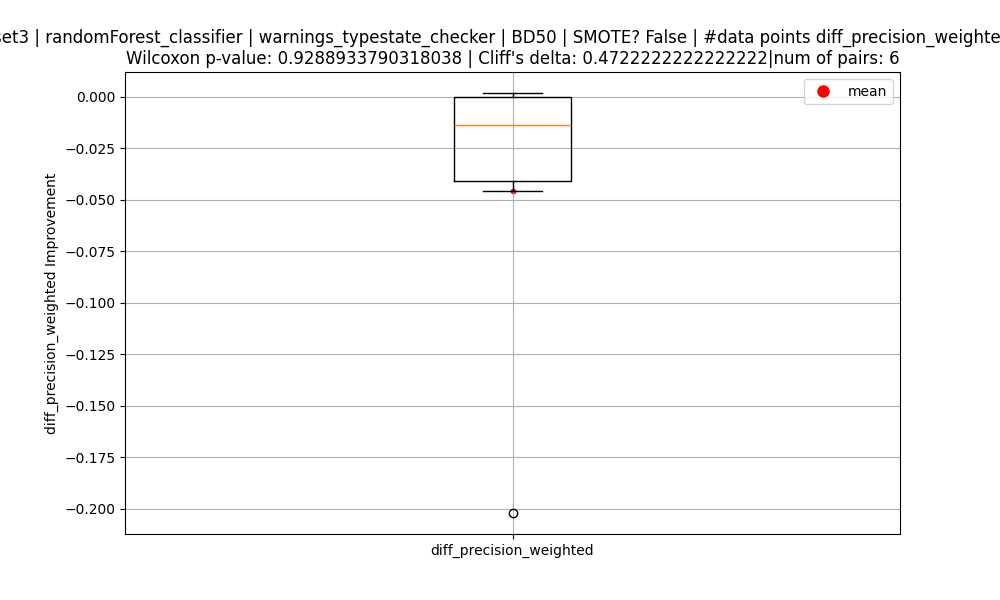 | randomForest_classifier | warnings_typestate_checker | BD50 | SMOTE? False | #data points
Wilcoxon p-value: 0.9288933790318038 | Cliff's delta: 0.4722222222222222|num of pairs: 6
mean
0.000
−0.025
−0.050
−0.075
−0.100
−0.125
−0.150
−0.175
−0.200
diff_precision_weighted Improvement
diff_precision_weighted